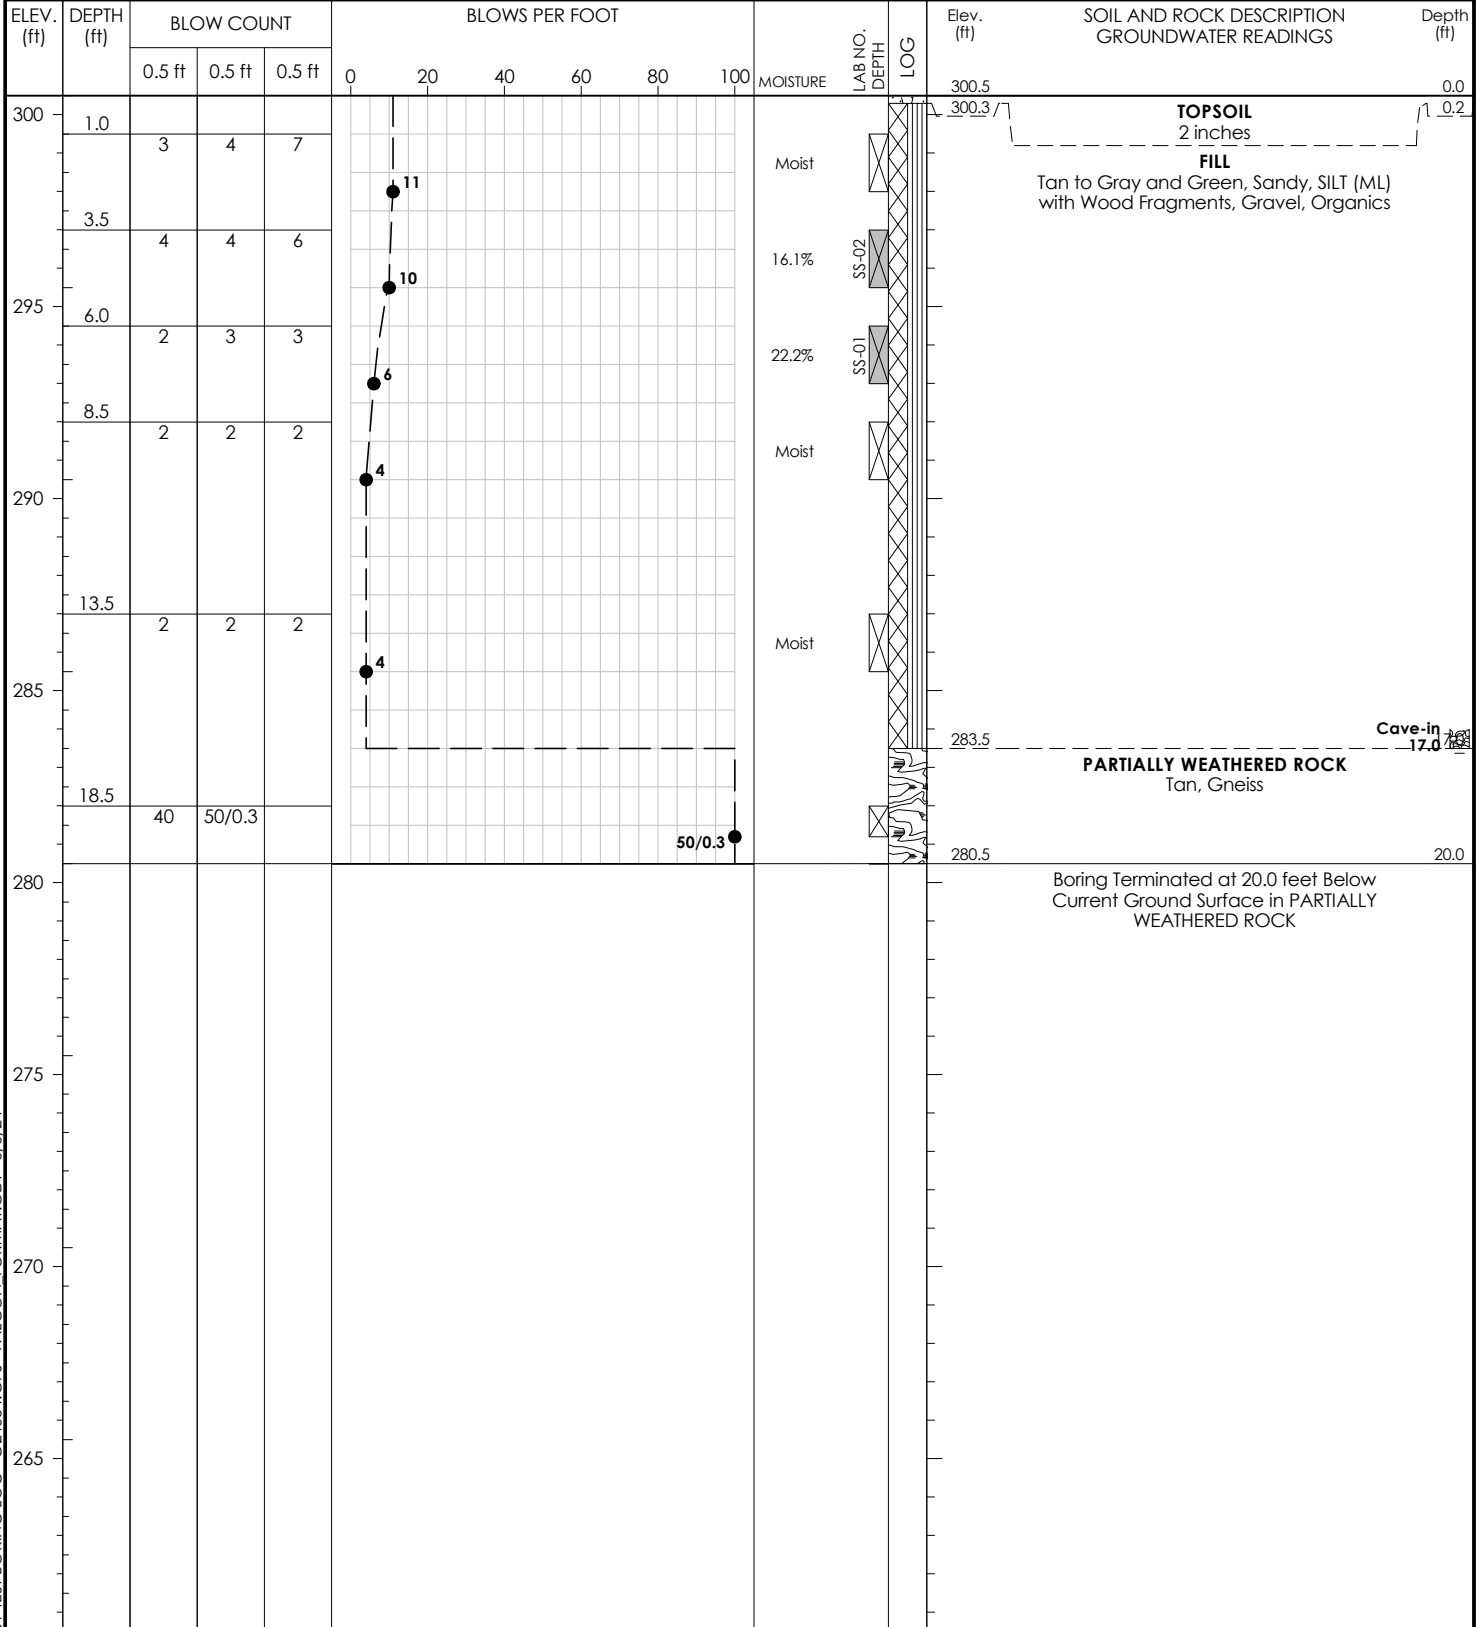 ELEV. (ft)
DEPTH (ft)
BLOW COUNT
0.5 ft 0.5 ft 0.5 ft
BLOWS PER FOOT
0 20 40 60 80 100
MOISTURE
LAB NO. DEPTH
LOG
Elev. (ft)
SOIL AND ROCK DESCRIPTION
GROUNDWATER READINGS
Depth (ft)
300.5 0.0
300.3 TOPSOIL 0.2
2 inches
300
1.0
3 4 7
11
Moist
FILL
Tan to Gray and Green, Sandy, SILT (ML)
with Wood Fragments, Gravel, Organics
3.5
4 4 6
10
16.1%
SS-02
295
6.0
2 3 3
6
22.2%
SS-01
8.5
2 2 2
4
Moist
290
13.5
2 2 2
4
Moist
285
283.5
Cave-in
17.0
PARTIALLY WEATHERED ROCK
Tan, Gneiss
18.5
40 50/0.3
50/0.3
280.5 20.0
280
Boring Terminated at 20.0 feet Below
Current Ground Surface in PARTIALLY
WEATHERED ROCK
275
270
265